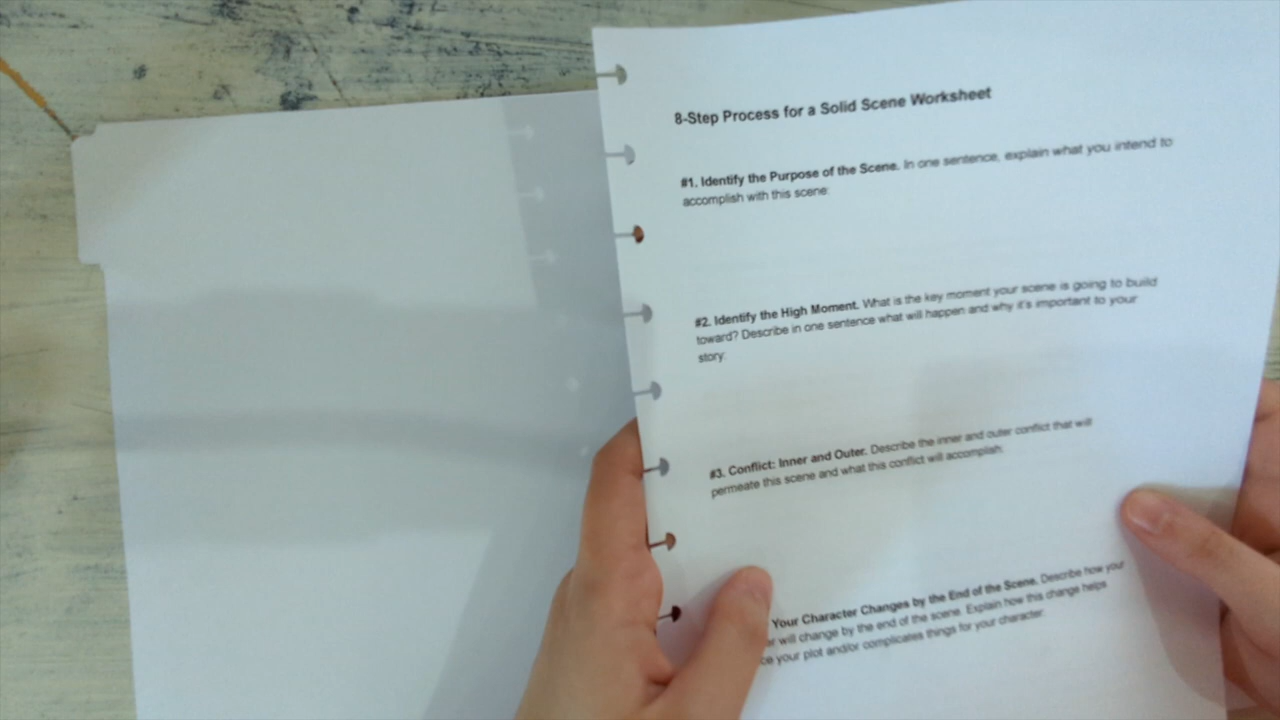 8-Step Process for a Solid Scene Worksheet
#1. Identify the Purpose of the Scene. In one sentence, explain what you intend to
accomplish with this scene:
#2. Identify the High Moment. What is the key moment your scene is going to build
toward? Describe in one sentence what will happen and why it's important to your
story:
#3. Conflict: Inner and Outer. Describe the inner and outer conflict that will
permeate this scene and what this conflict will accomplish:
Your Character Changes by the End of the Scene. Describe how your
will change by the end of the scene. Explain how this change helps
your plot and/or complicates things for your character: